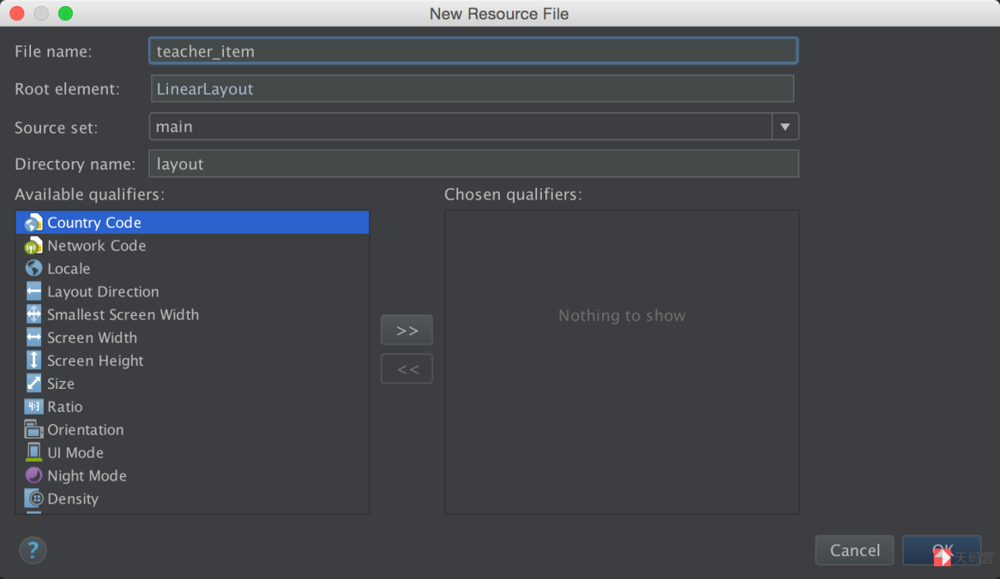 New Resource File
File name: teacher_item
Root element: LinearLayout
Source set: main
Directory name: layout
Available qualifiers:
Chosen qualifiers:
Country Code
Network Code
Locale
Layout Direction
Smallest Screen Width
Screen Width
Screen Height
Size
4:3 Ratio
Orientation
UI Mode
Night Mode
Density
>>
<<
Nothing to show
?
Cancel
OK
天码营